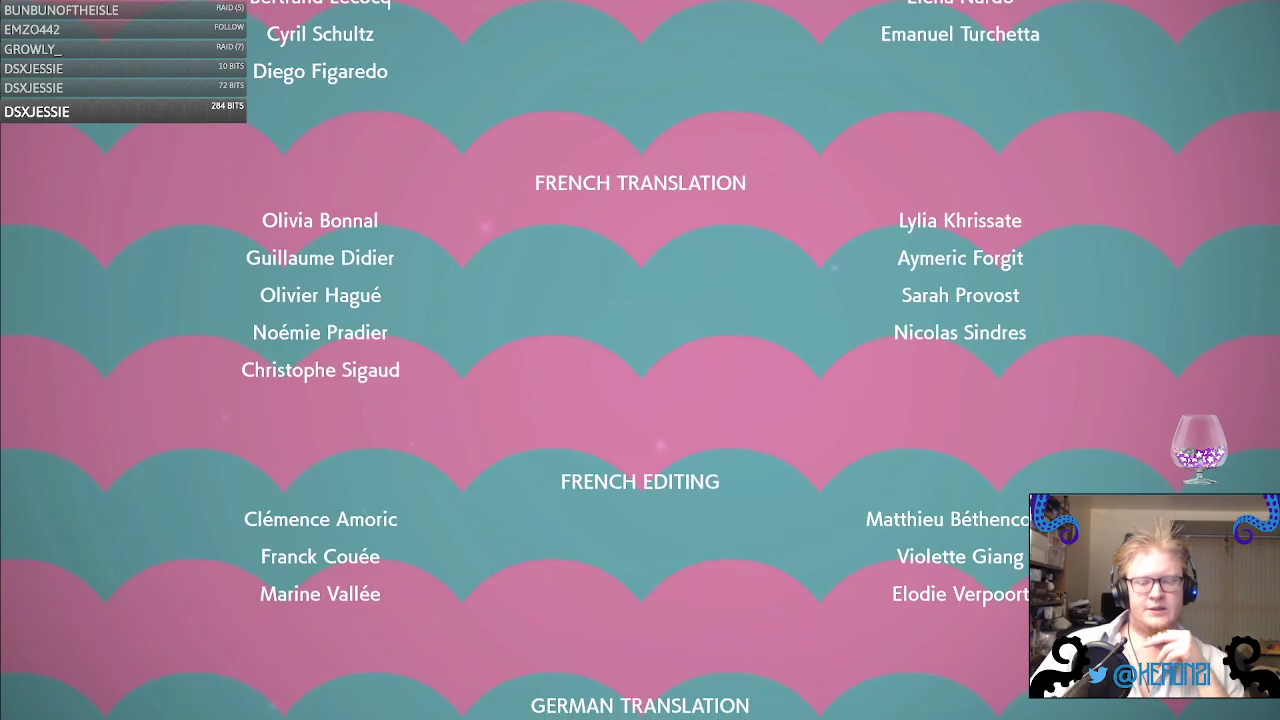 BUNBUNOFTHEISLE RAID (5)
EMZO442 FOLLOW
GROWLY_ RAID (7)
DSXJESSIE 10 BITS
DSXJESSIE 72 BITS
DSXJESSIE 284 BITS
Cyril Schultz Emanuel Turchetta
Diego Figaredo
FRENCH TRANSLATION
Olivia Bonnal Lylia Khrissate
Guillaume Didier Aymeric Forgit
Olivier Hagué Sarah Provost
Noémie Pradier Nicolas Sindres
Christophe Sigaud
FRENCH EDITING
Clémence Amoric Matthieu
Franck Couée Violette Giang
Marine Vallée Elodie Verpoort
GERMAN TRANSLATION